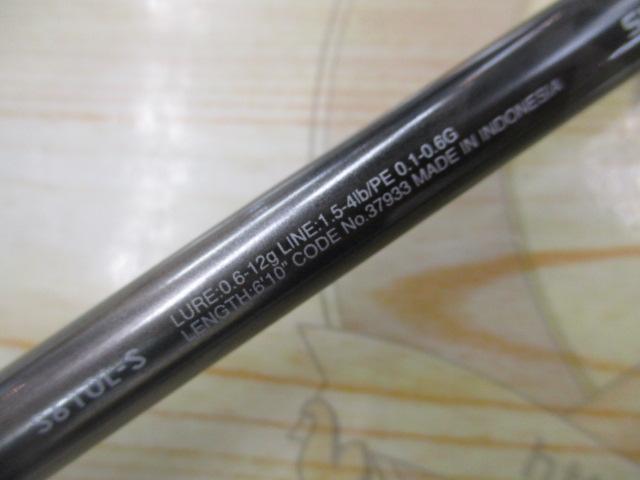 LURE:0.6-12g LINE:1.5-4lb/PE 0.1-0.6G
LENGTH:6'10" CODE No.37933 MADE IN INDONESIA
S610L-S